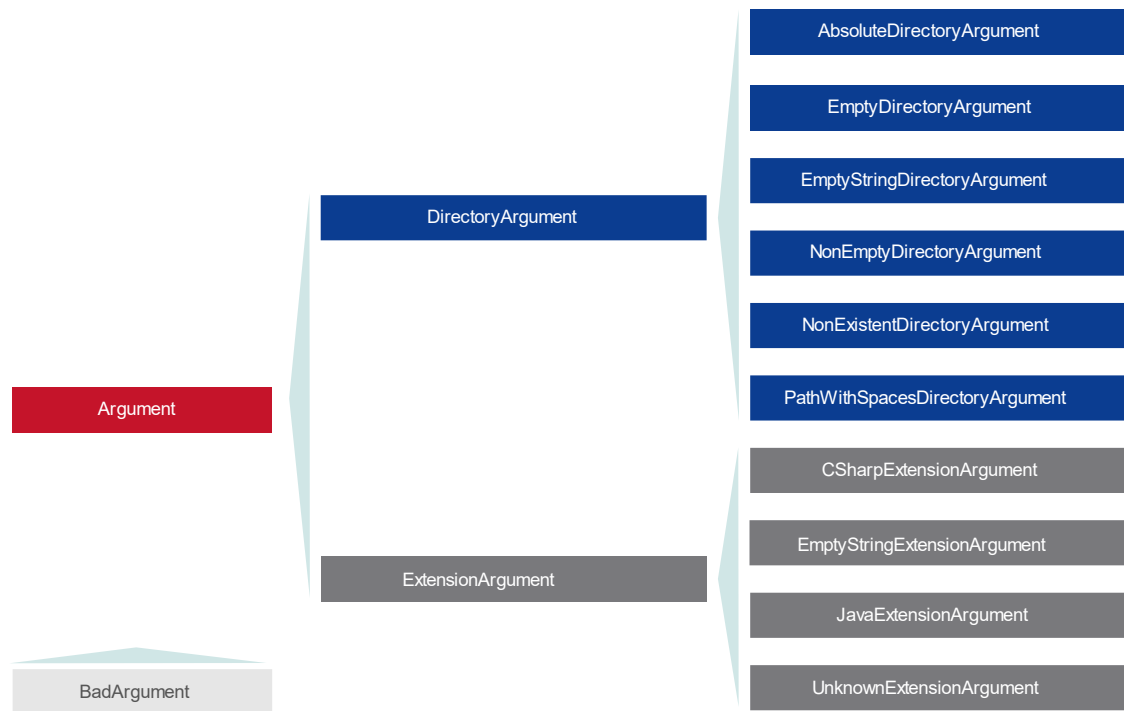 AbsoluteDirectoryArgument
EmptyDirectoryArgument
EmptyStringDirectoryArgument
DirectoryArgument
NonEmptyDirectoryArgument
NonExistentDirectoryArgument
PathWithSpacesDirectoryArgument
Argument
CSharpExtensionArgument
EmptyStringExtensionArgument
ExtensionArgument
JavaExtensionArgument
UnknownExtensionArgument
BadArgument